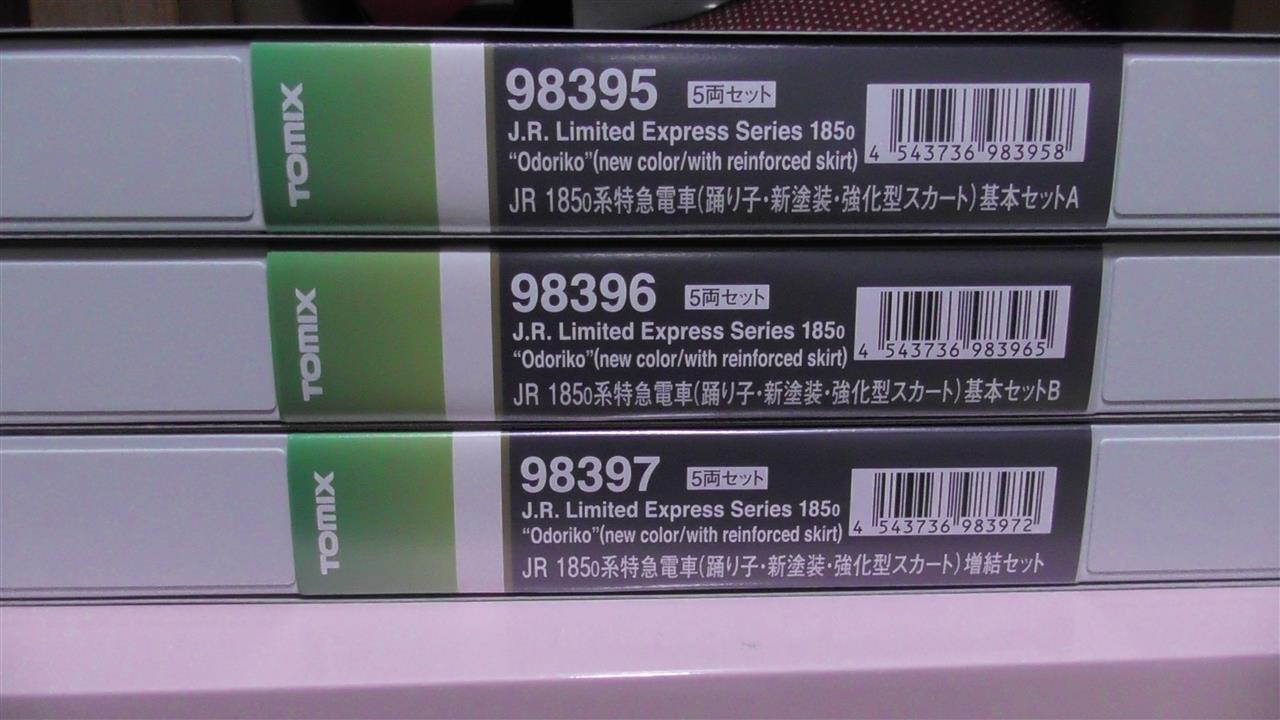 TOMIX
98395 5両セット
J.R. Limited Express Series 1850
“Odoriko”(new color/with reinforced skirt)
JR 1850系特急電車(踊り子・新塗装・強化型スカート)基本セットA
4 543736 983958
TOMIX
98396 5両セット
J.R. Limited Express Series 1850
“Odoriko”(new color/with reinforced skirt)
JR 1850系特急電車(踊り子・新塗装・強化型スカート)基本セットB
4 543736 983965
TOMIX
98397 5両セット
J.R. Limited Express Series 1850
“Odoriko”(new color/with reinforced skirt)
JR 1850系特急電車(踊り子・新塗装・強化型スカート)増結セット
4 543736 983972